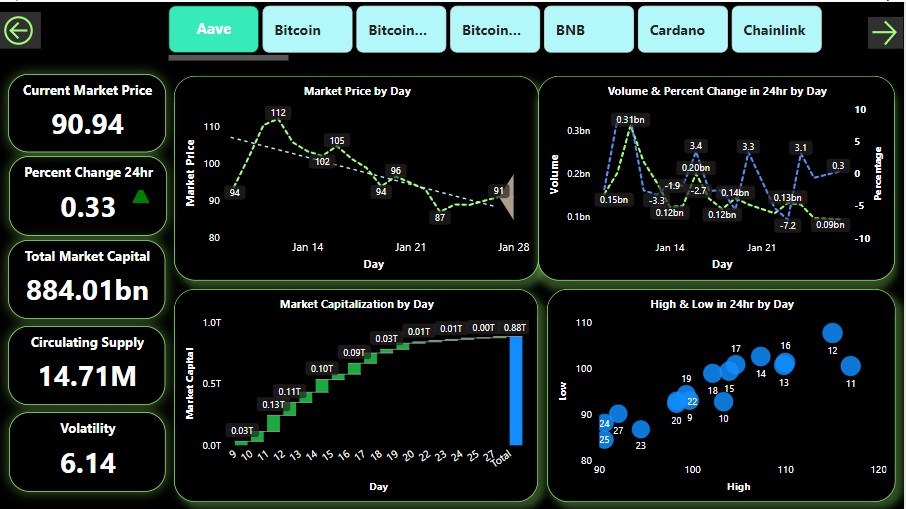 Aave
Bitcoin
Bitcoin...
Bitcoin...
BNB
Cardano
Chainlink
Current Market Price
90.94
Percent Change 24hr
0.33
Total Market Capital
884.01bn
Circulating Supply
14.71M
Volatility
6.14
Market Price by Day
Market Price
110
100
90
80
94
112
102
105
94
96
87
91
Jan 14
Jan 21
Jan 28
Day
Volume & Percent Change in 24hr by Day
Volume
0.3bn
0.2bn
0.1bn
0.15bn
0.31bn
-3.3
-1.9
0.12bn
3.4
0.20bn
-2.7
0.12bn
0.14bn
3.3
0.13bn
-7.2
3.1
0.3
0.09bn
10
5
0
-5
-10
Percentage
Jan 14
Jan 21
Day
Market Capitalization by Day
Market Capital
1.0T
0.5T
0.0T
0.03T
0.13T
0.11T
0.10T
0.09T
0.03T
0.01T
0.01T
0.00T
0.88T
9
10
11
12
13
14
15
16
17
18
19
20
22
23
24
25
27
Total
Day
High & Low in 24hr by Day
Low
110
100
90
80
24
25
27
23
20
19
22
9
18
10
15
17
14
16
13
12
11
90
100
110
120
High